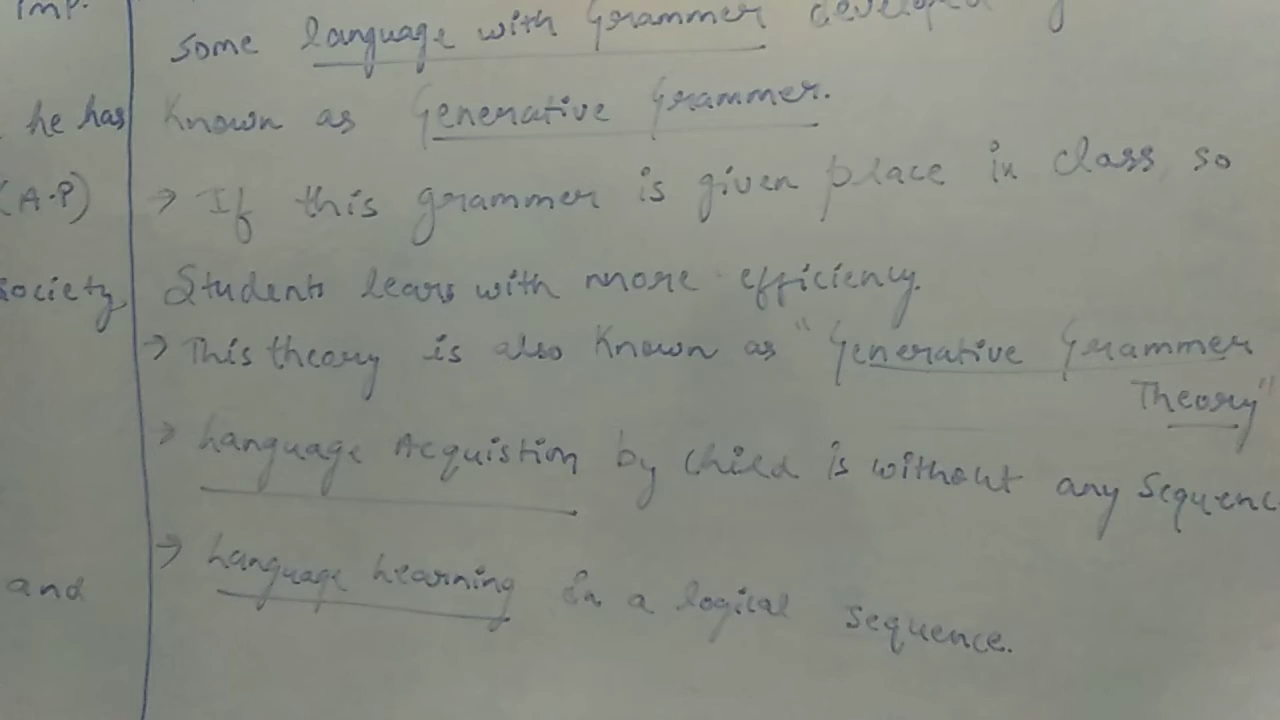 imp.
some language with Grammer developed
he has
Known as Generative Grammer.
(A.P)
→ If this grammer is given place in class, so
society,
Students learn with more efficiency.
→ This theory is also Known as "Generative Grammer
Theory"
→ Language Acquistion by child is without any Sequenc
→ Language Learning in a logical sequence.
and